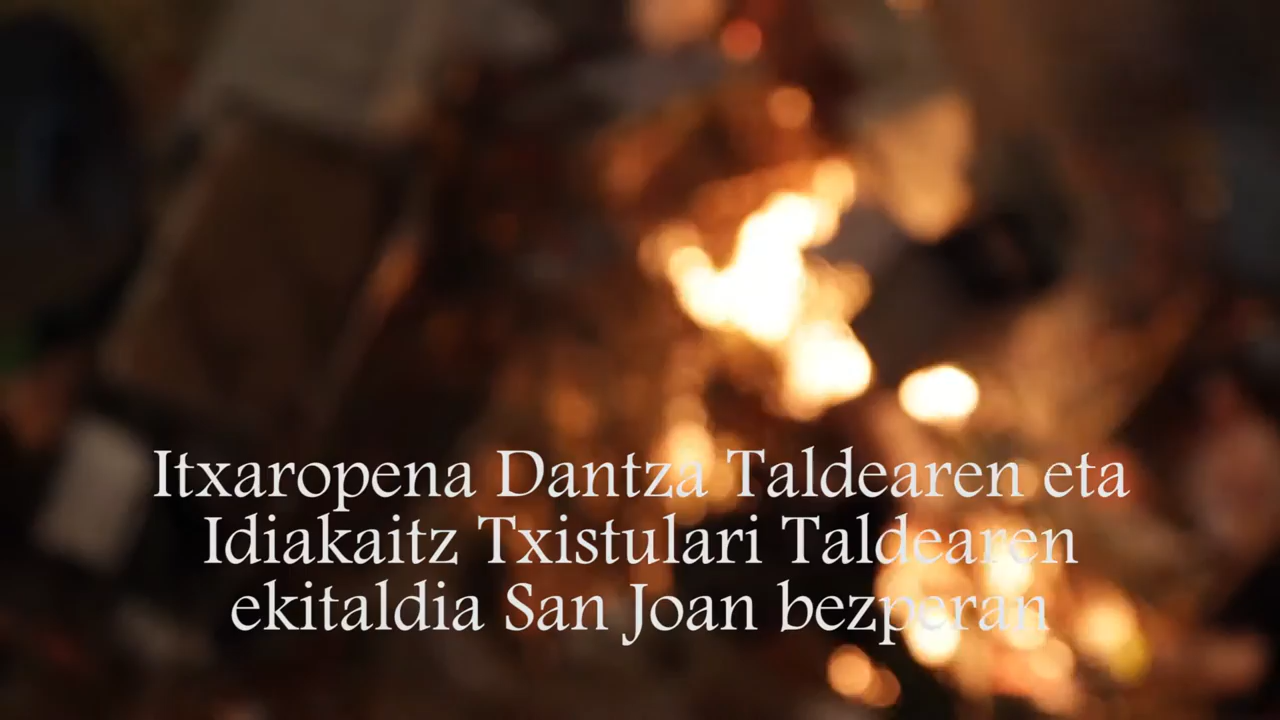 Itxaropena Dantza Taldearen eta
Idiakaitz Txistulari Taldearen
ekitaldia San Joan bezperan